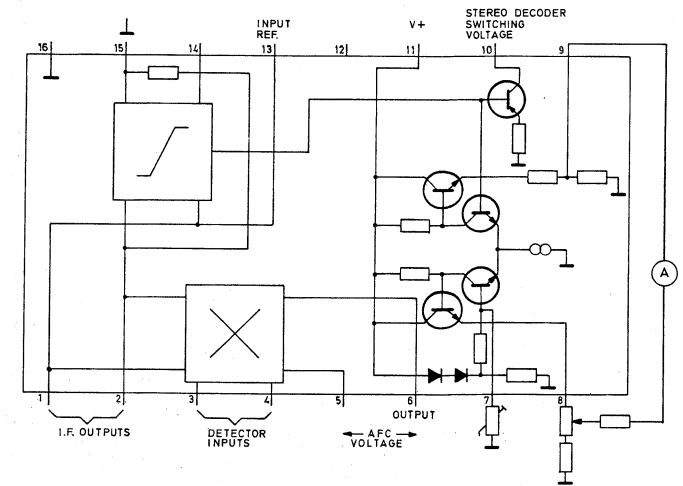 STEREO DECODER
INPUT V+ SWITCHING
REF. VOLTAGE
16 15 14 13 12 11 10 9
A
1 2 3 4 5 6 7 8
OUTPUT
I.F. OUTPUTS DETECTOR INPUTS AFC VOLTAGE